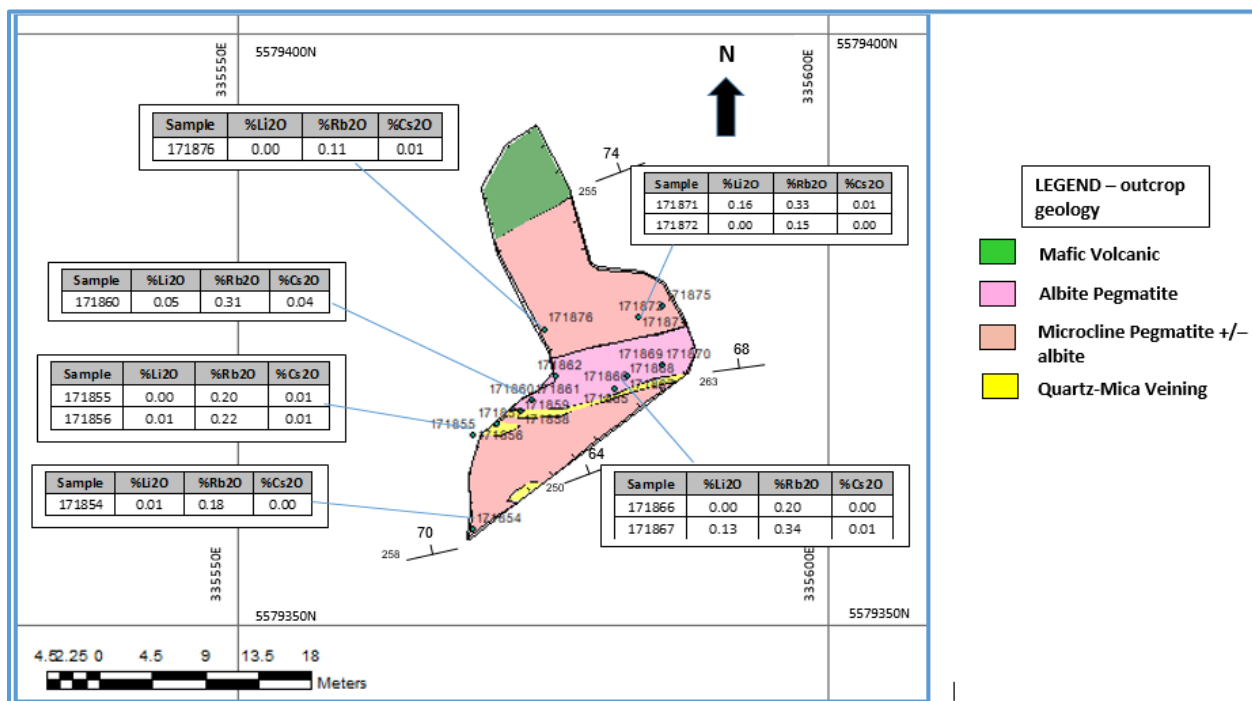 335550E
5579400N
5579400N
335600E
N
Sample %Li2O %Rb2O %Cs2O
171876 0.00 0.11 0.01
74
255
Sample %Li2O %Rb2O %Cs2O
171871 0.16 0.33 0.01
171872 0.00 0.15 0.00
LEGEND – outcrop
geology
Mafic Volcanic
Albite Pegmatite
Microcline Pegmatite +/–
albite
Quartz-Mica Veining
Sample %Li2O %Rb2O %Cs2O
171860 0.05 0.31 0.04
171875
171876
171862
171869
171870
68
263
171860
171861
171859
171858
171855
171856
Sample %Li2O %Rb2O %Cs2O
171855 0.00 0.20 0.01
171856 0.01 0.22 0.01
64
250
Sample %Li2O %Rb2O %Cs2O
171854 0.01 0.18 0.00
171854
70
258
Sample %Li2O %Rb2O %Cs2O
171866 0.00 0.20 0.00
171867 0.13 0.34 0.01
335550E
335600E
5579350N
5579350N
4.5 2.25 0 4.5 9 13.5 18
Meters